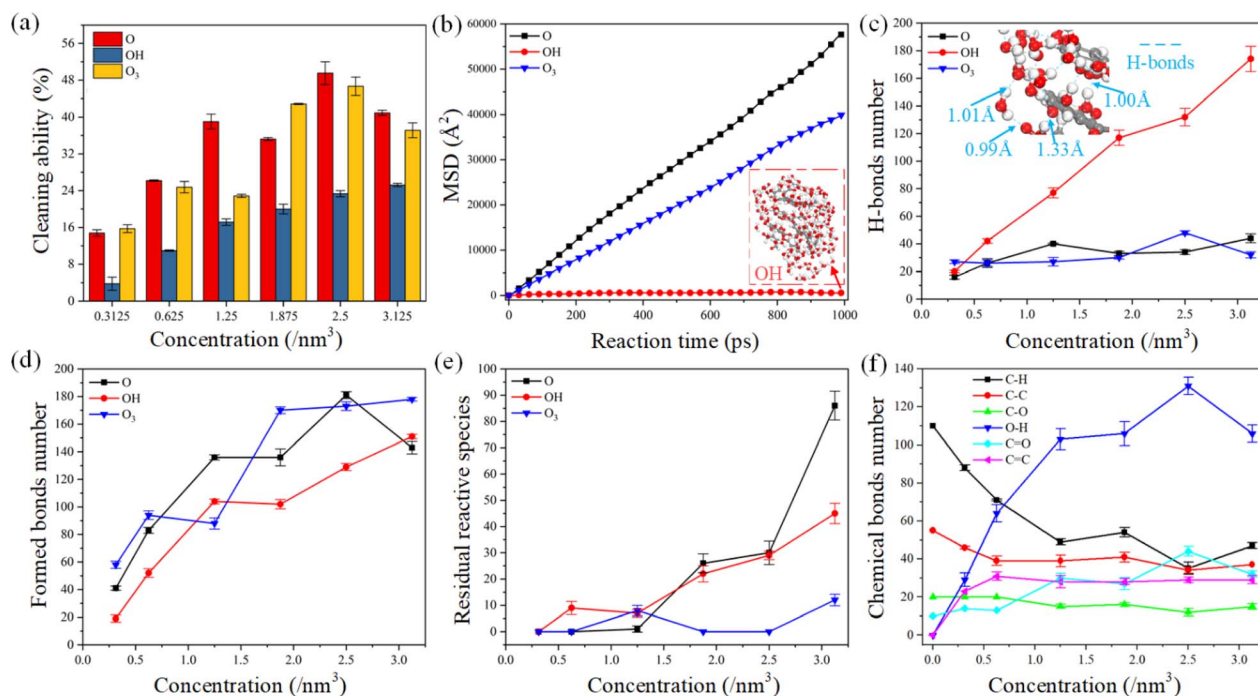 (a)
O
OH
O3
Cleaning ability (%)
56
48
40
32
24
16
8
0
0.3125 0.625 1.25 1.875 2.5 3.125
Concentration (/nm³)
(b)
O
OH
O3
MSD (Å²)
60000
50000
40000
30000
20000
10000
0
OH
0 200 400 600 800 1000
Reaction time (ps)
(c)
O
OH
O3
H-bonds
1.01Å
1.00Å
0.99Å
1.33Å
H-bonds number
200
180
160
140
120
100
80
60
40
20
0
0.0 0.5 1.0 1.5 2.0 2.5 3.0
Concentration (/nm³)
(d)
O
OH
O3
Formed bonds number
200
180
160
140
120
100
80
60
40
20
0
0.0 0.5 1.0 1.5 2.0 2.5 3.0
Concentration (/nm³)
(e)
O
OH
O3
Residual reactive species
100
90
80
70
60
50
40
30
20
10
0
0.0 0.5 1.0 1.5 2.0 2.5 3.0
Concentration (/nm³)
(f)
C-H
C-C
C-O
O-H
C=O
C=C
Chemical bonds number
140
120
100
80
60
40
20
0
0.0 0.5 1.0 1.5 2.0 2.5 3.0
Concentration (/nm³)